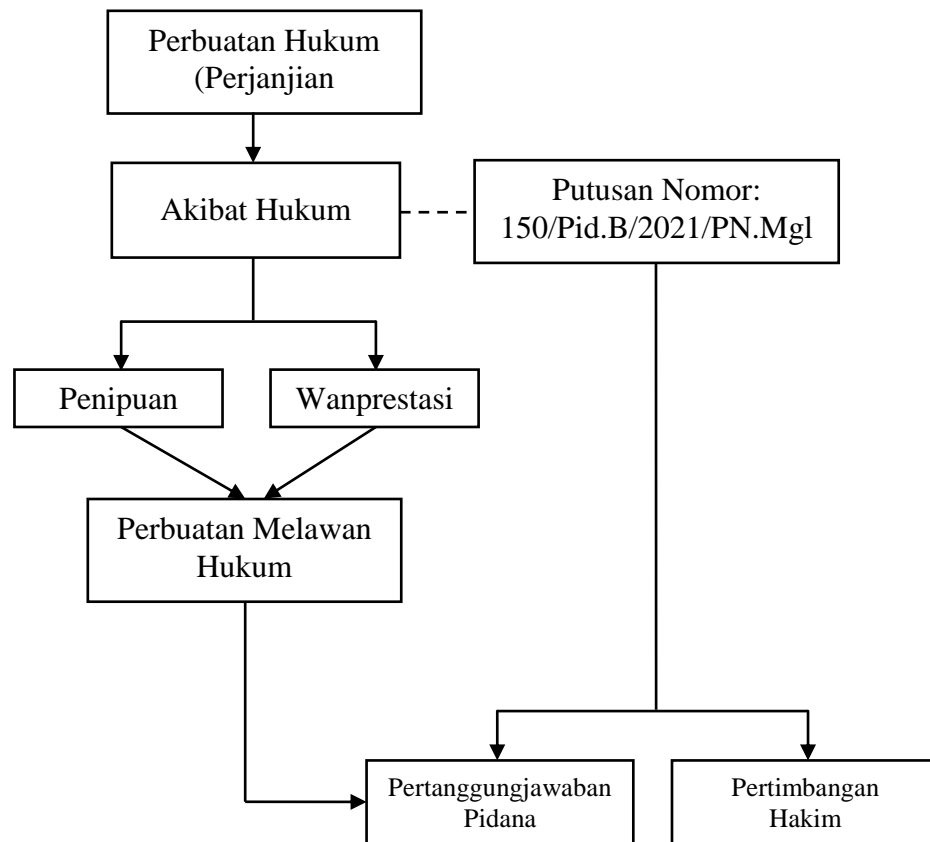 Perbuatan Hukum
(Perjanjian
Akibat Hukum
Putusan Nomor:
150/Pid.B/2021/PN.Mgl
Penipuan
Wanprestasi
Perbuatan Melawan
Hukum
Pertanggungjawaban
Pidana
Pertimbangan
Hakim